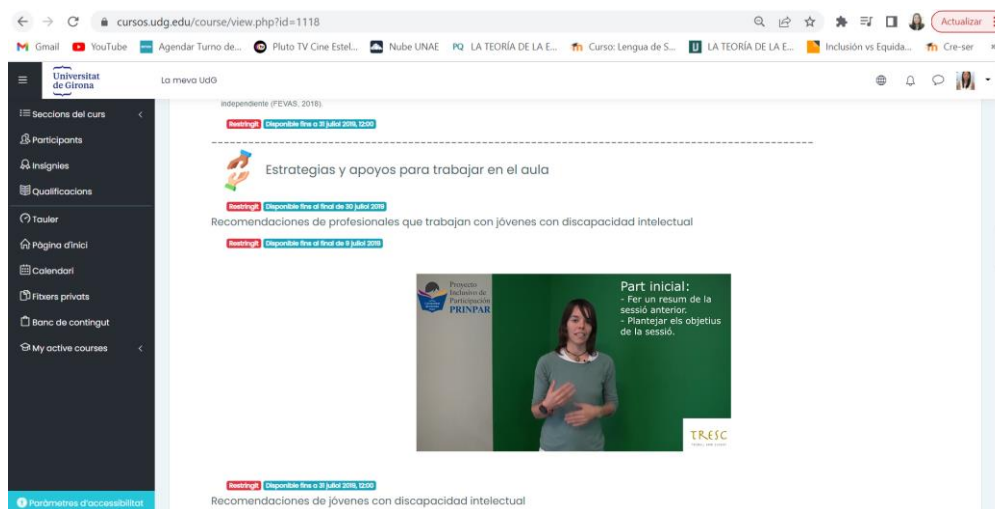 cursos.udg.edu/course/view.php?id=1118
Actualizar
Gmail YouTube Agendar Turno de... Pluto TV Cine Estel... Nube UNAE LA TEORÍA DE LA E... Curso: Lengua de S... LA TEORÍA DE LA E... Inclusión vs Equida... Cre-ser »
Universitat
de Girona
La meva UdG
Seccions del curs
Participants
Insígnies
Qualificacions
Tauler
Pàgina d'inici
Calendari
Fitxers privats
Banc de contingut
My active courses
Paràmetres d'accessibilitat
independiente (FEVAS, 2018).
Restringit Disponible fins a 31 juliol 2019, 12:00
Estrategias y apoyos para trabajar en el aula
Restringit Disponible fins al final de 30 juliol 2019
Recomendaciones de profesionales que trabajan con jóvenes con discapacidad intelectual
Restringit Disponible fins al final de 9 juliol 2019
Proyecto
Inclusivo de
Participación
PRINPAR
Part inicial:
- Fer un resum de la
sessió anterior.
- Plantejar els objetius
de la sessió.
TRESC
Restringit Disponible fins a 31 juliol 2019, 12:00
Recomendaciones de jóvenes con discapacidad intelectual